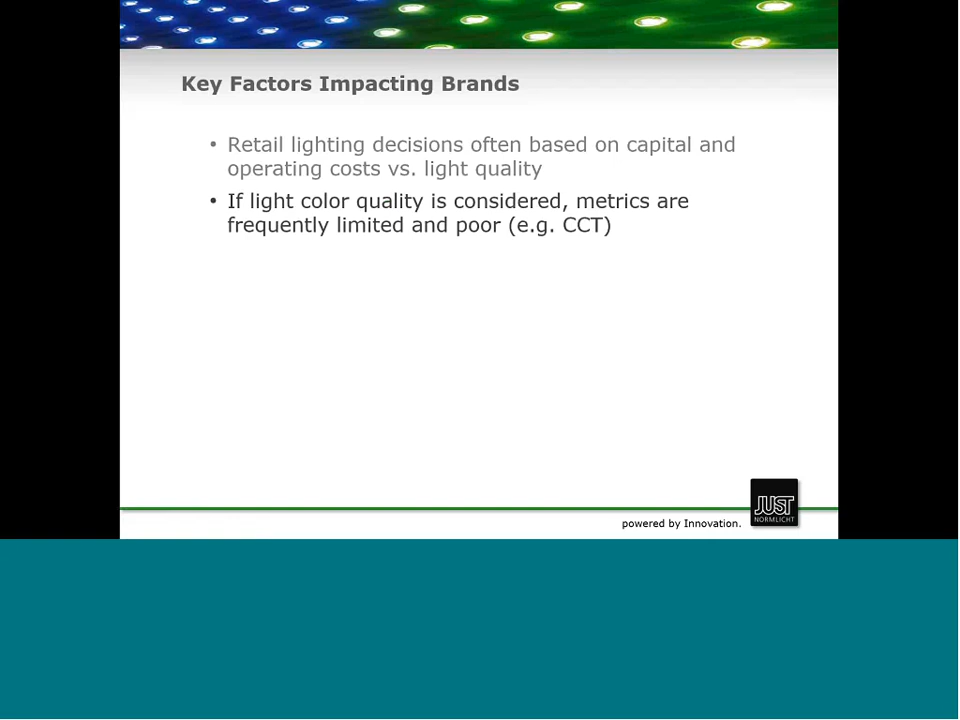 Key Factors Impacting Brands
• Retail lighting decisions often based on capital and
operating costs vs. light quality
• If light color quality is considered, metrics are
frequently limited and poor (e.g. CCT)
JUST
NORMLICHT
powered by Innovation.